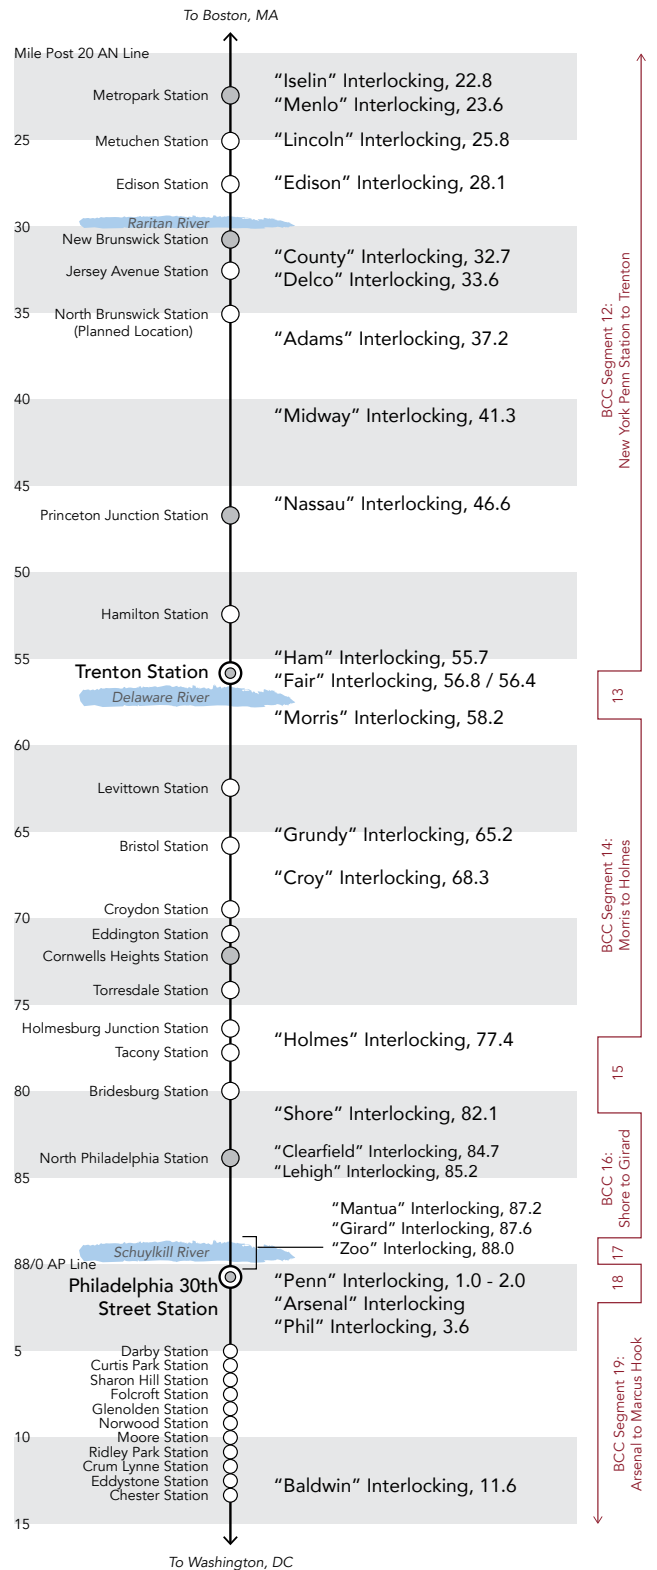 To Boston, MA
Mile Post 20 AN Line
Metropark Station
“Iselin” Interlocking, 22.8
“Menlo” Interlocking, 23.6
25
Metuchen Station
“Lincoln” Interlocking, 25.8
Edison Station
“Edison” Interlocking, 28.1
Raritan River
30
New Brunswick Station
“County” Interlocking, 32.7
Jersey Avenue Station
“Delco” Interlocking, 33.6
35
North Brunswick Station
(Planned Location)
“Adams” Interlocking, 37.2
BCC Segment 12:
New York Penn Station to Trenton
40
“Midway” Interlocking, 41.3
45
“Nassau” Interlocking, 46.6
Princeton Junction Station
50
Hamilton Station
55
“Ham” Interlocking, 55.7
Trenton Station
“Fair” Interlocking, 56.8 / 56.4
Delaware River
13
“Morris” Interlocking, 58.2
60
Levittown Station
65
“Grundy” Interlocking, 65.2
Bristol Station
“Croy” Interlocking, 68.3
BCC Segment 14:
Morris to Holmes
Croydon Station
70
Eddington Station
Cornwells Heights Station
Torresdale Station
75
Holmesburg Junction Station
“Holmes” Interlocking, 77.4
Tacony Station
15
80
Bridesburg Station
“Shore” Interlocking, 82.1
North Philadelphia Station
“Clearfield” Interlocking, 84.7
“Lehigh” Interlocking, 85.2
85
BCC 16:
Shore to Girard
“Mantua” Interlocking, 87.2
“Girard” Interlocking, 87.6
“Zoo” Interlocking, 88.0
Schuylkill River
17
88/0 AP Line
Philadelphia 30th
Street Station
“Penn” Interlocking, 1.0 - 2.0
“Arsenal” Interlocking
“Phil” Interlocking, 3.6
18
5
Darby Station
Curtis Park Station
Sharon Hill Station
Folcroft Station
Glenolden Station
Norwood Station
Moore Station
10
Ridley Park Station
Crum Lynne Station
Eddystone Station
Chester Station
“Baldwin” Interlocking, 11.6
BCC Segment 19:
Arsenal to Marcus Hook
15
To Washington, DC